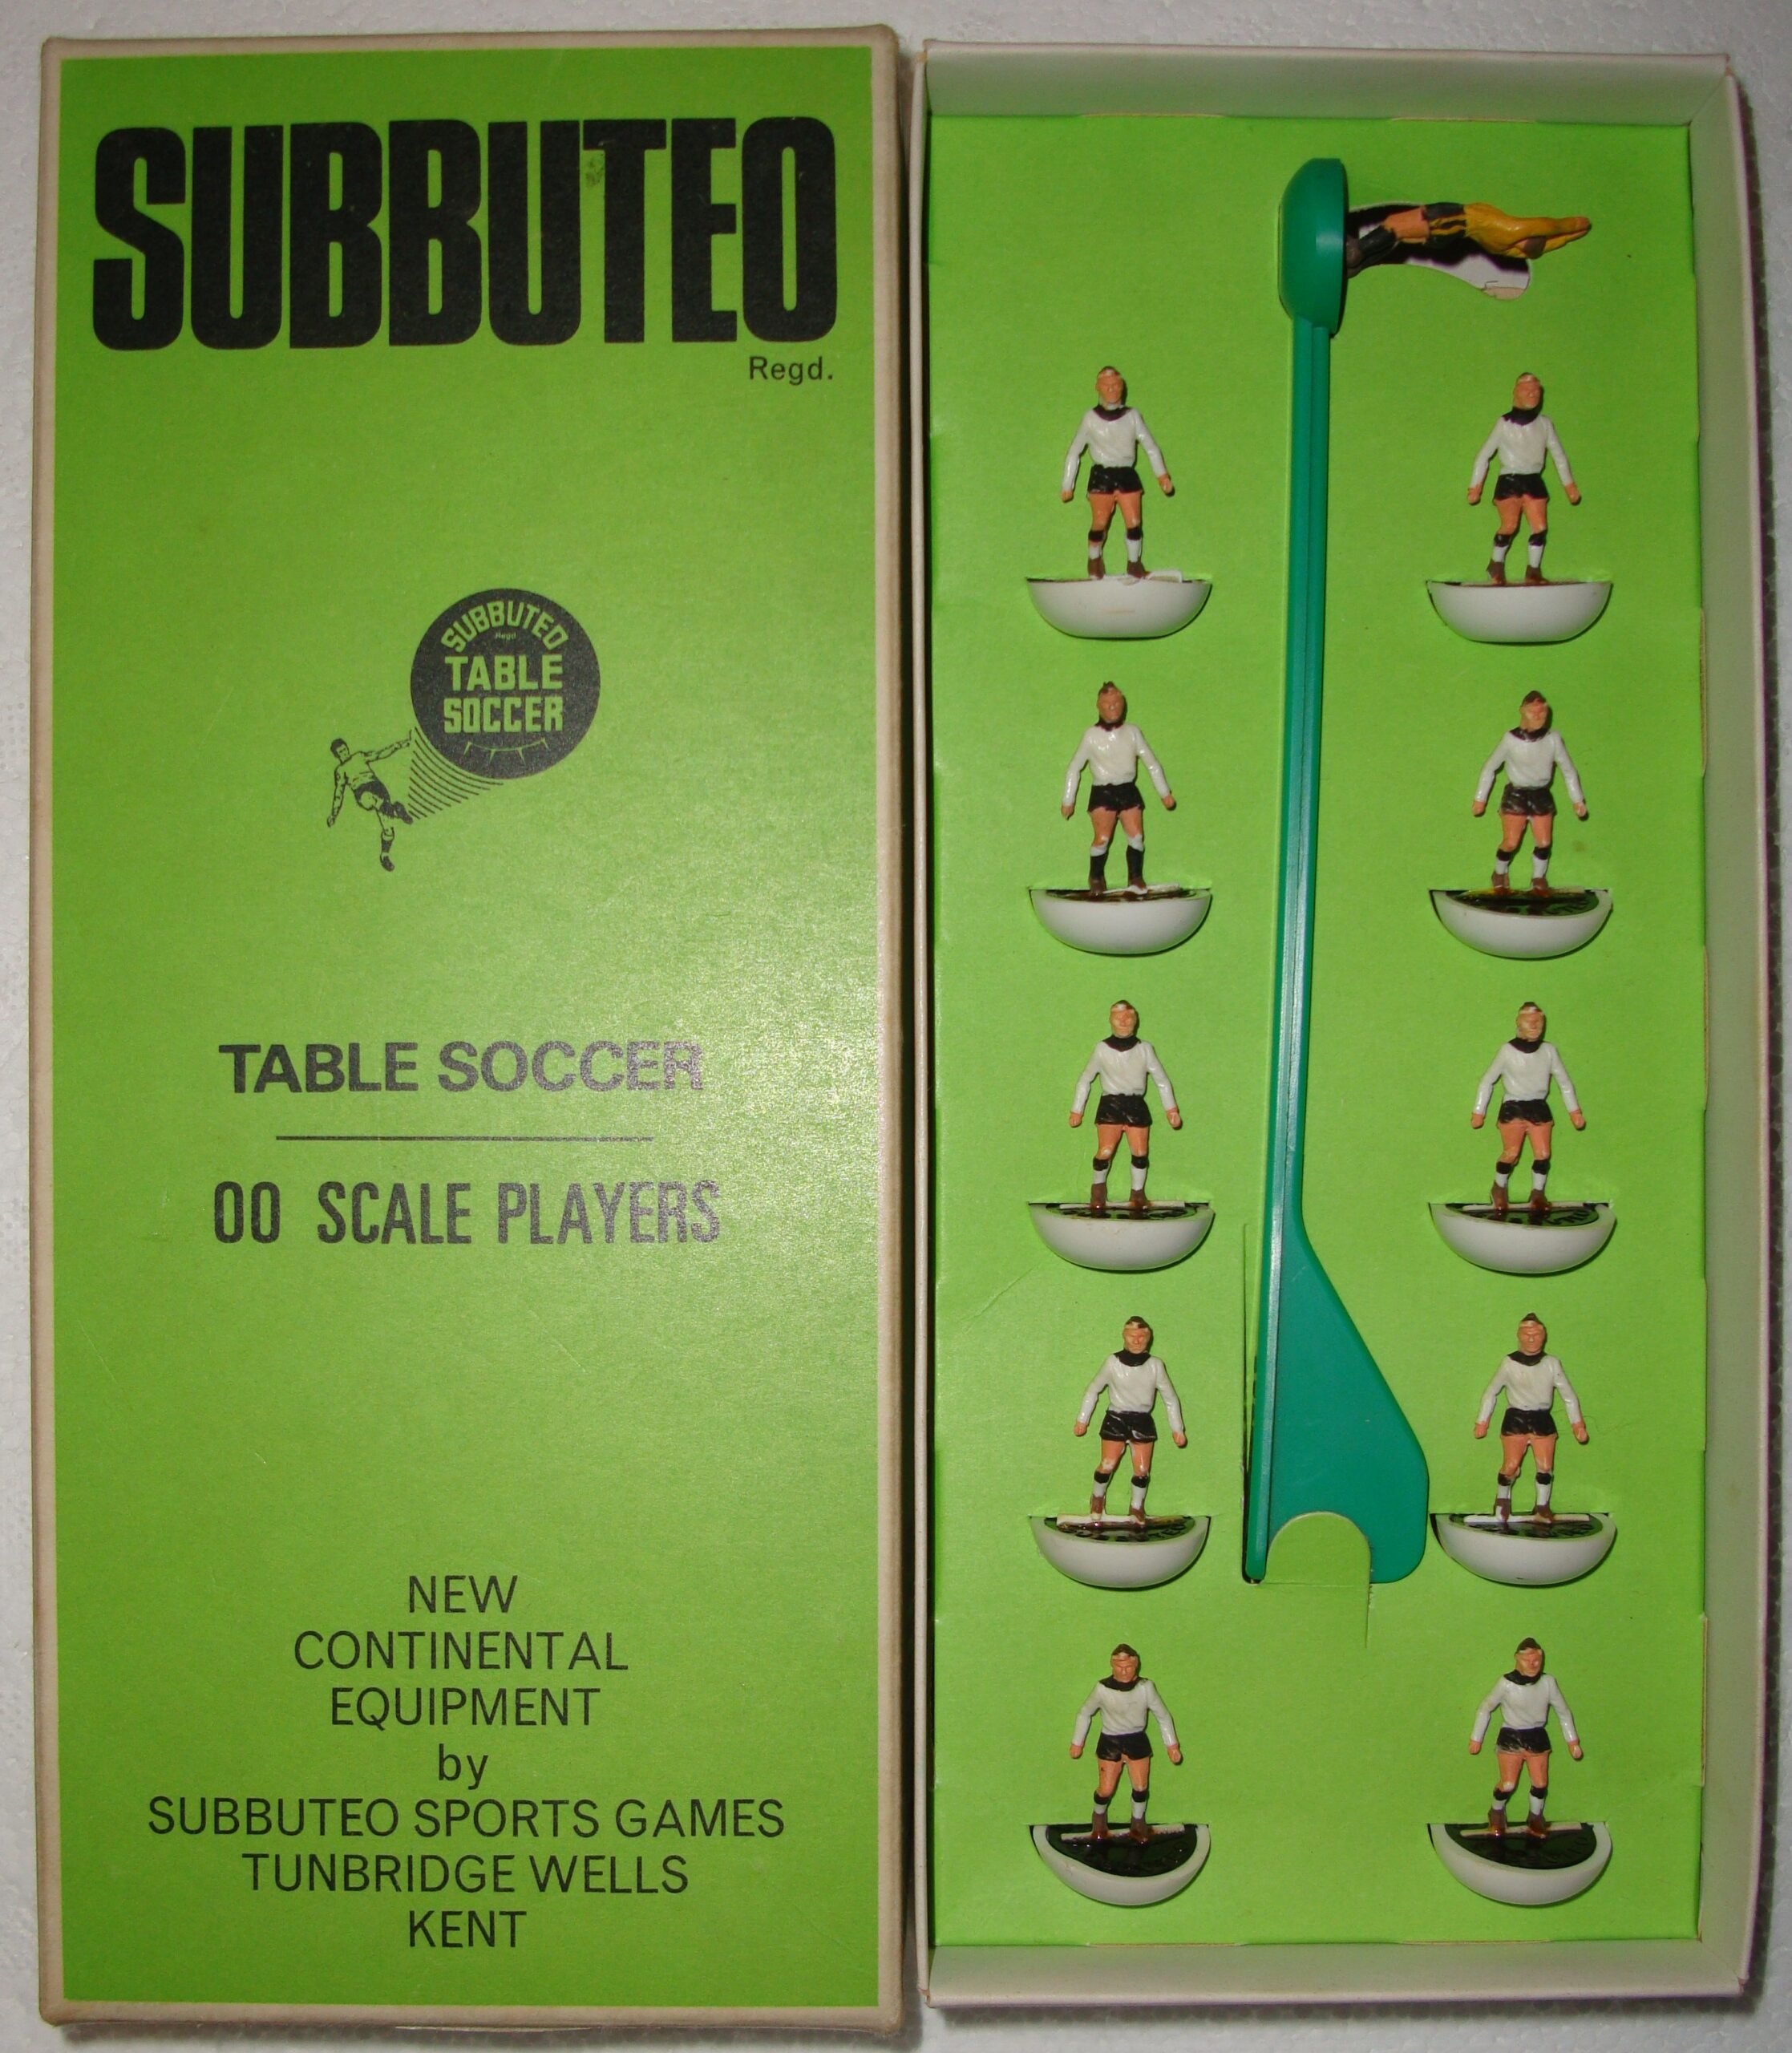 SUBBUTEO
Regd.
SUBBUTEO
Regd
TABLE
SOCCER
TABLE SOCCER
00 SCALE PLAYERS
NEW
CONTINENTAL
EQUIPMENT
by
SUBBUTEO SPORTS GAMES
TUNBRIDGE WELLS
KENT